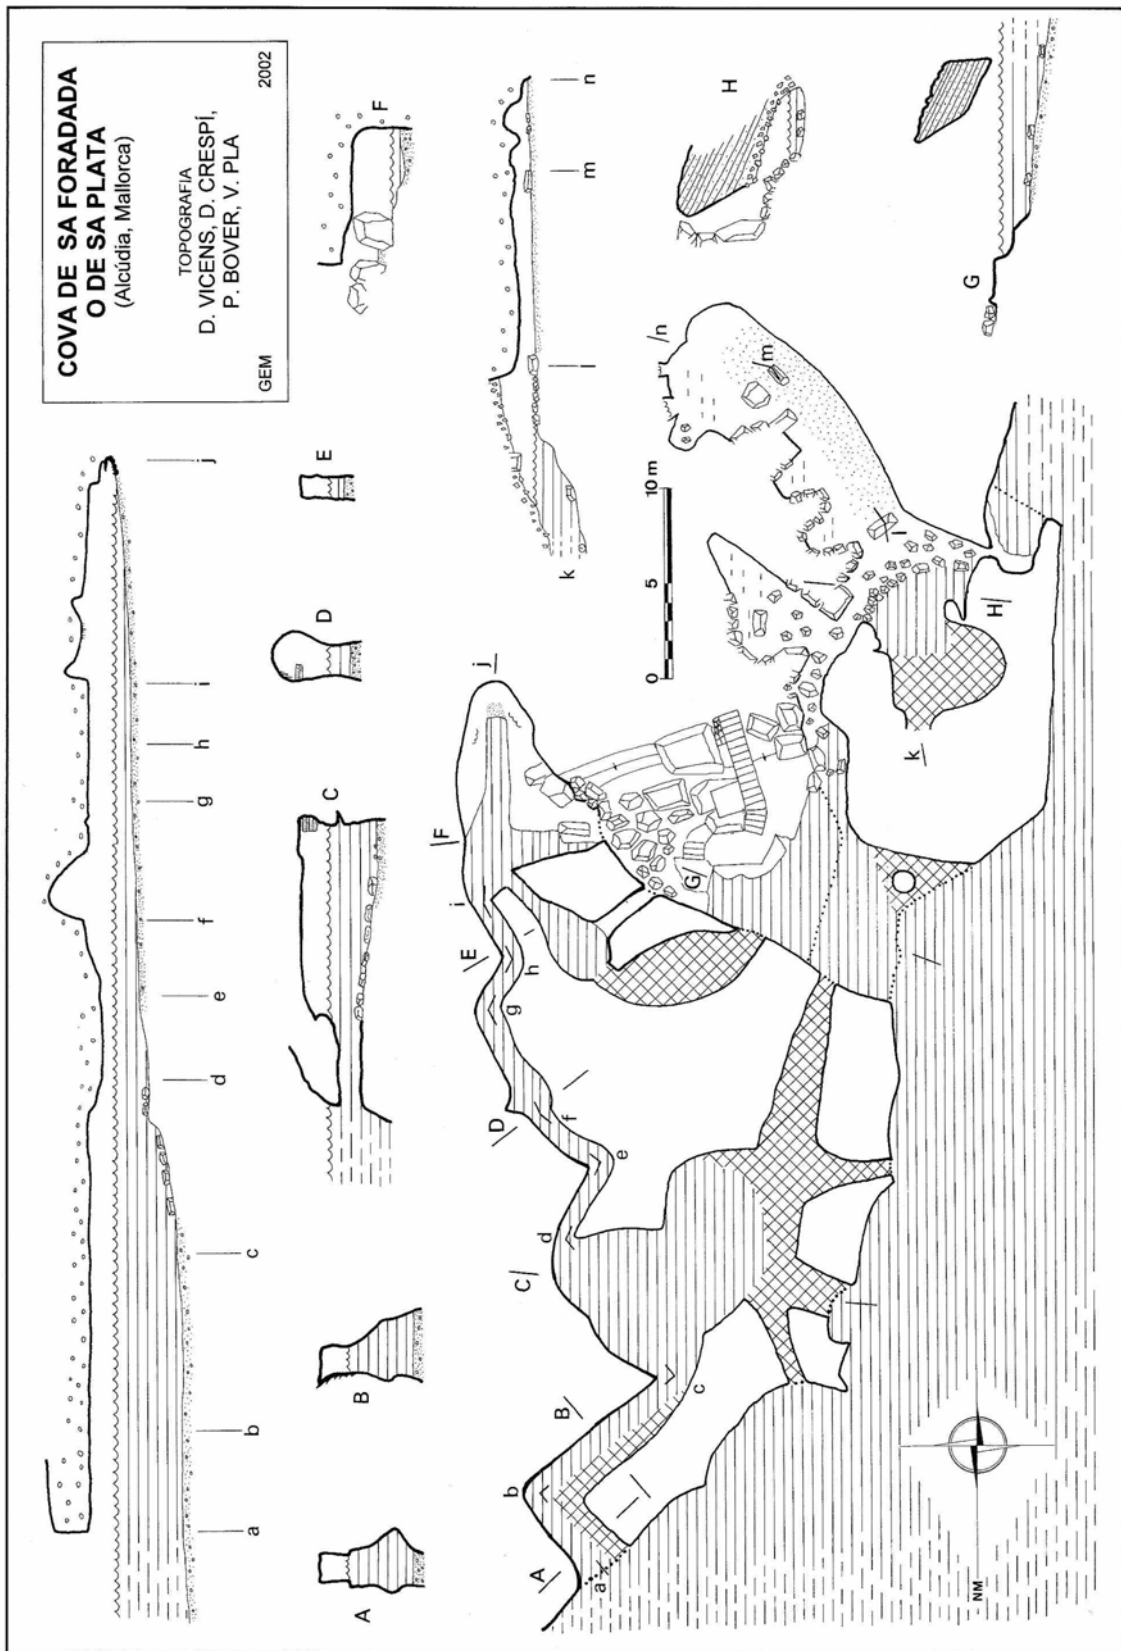 COVA DE SA FORADADA
O DE SA PLATA
(Alcúdia, Mallorca)
TOPOGRAFIA
D. VICENS, D. CRESPÍ,
P. BOVER, V. PLA
GEM 2002
a b c d e f g h i j
A B C D E F
k l m n
H
G
0 5 10 m
A B C D E F
a b c d e f g h i j
G H
k l m n
NM